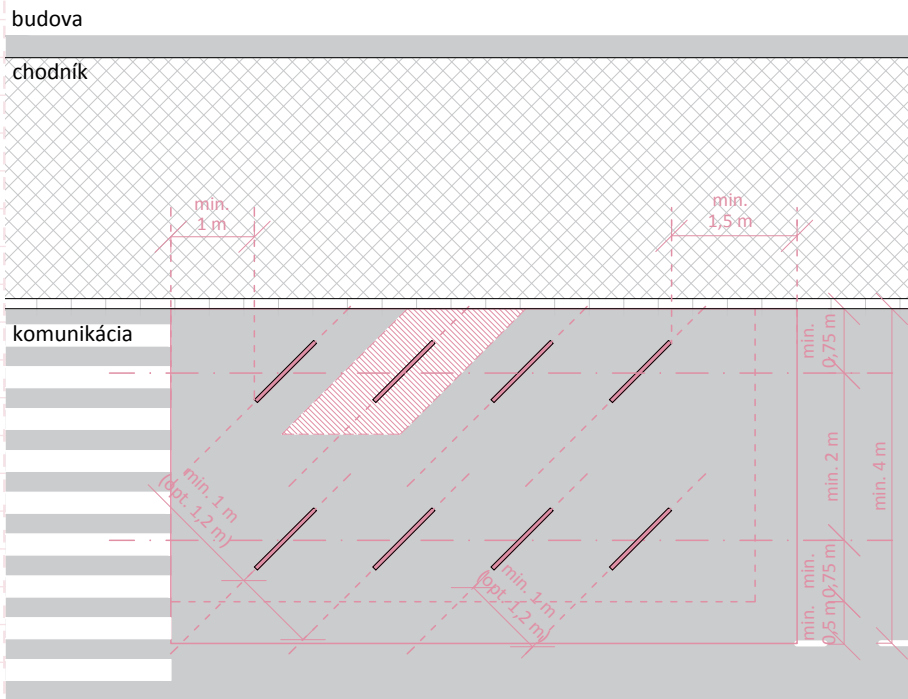 budova
chodník
min.
1 m
min.
1,5 m
komunikácia
min.
0,75 m
min. 2 m
min. 4 m
min. 1 m
(opt. 1,2 m)
min. 1 m
(opt. 1,2 m)
min.
0,75 m
min.
0,5 m